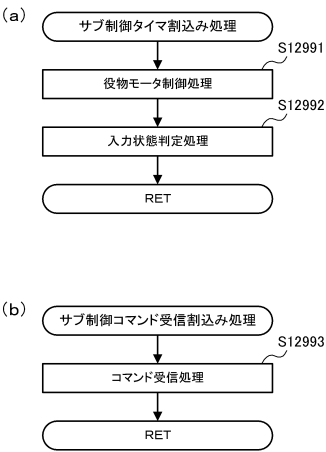 (a)
サブ制御タイマ割込み処理
S12991
役物モータ制御処理
S12992
入力状態判定処理
RET
(b)
サブ制御コマンド受信割込み処理
S12993
コマンド受信処理
RET